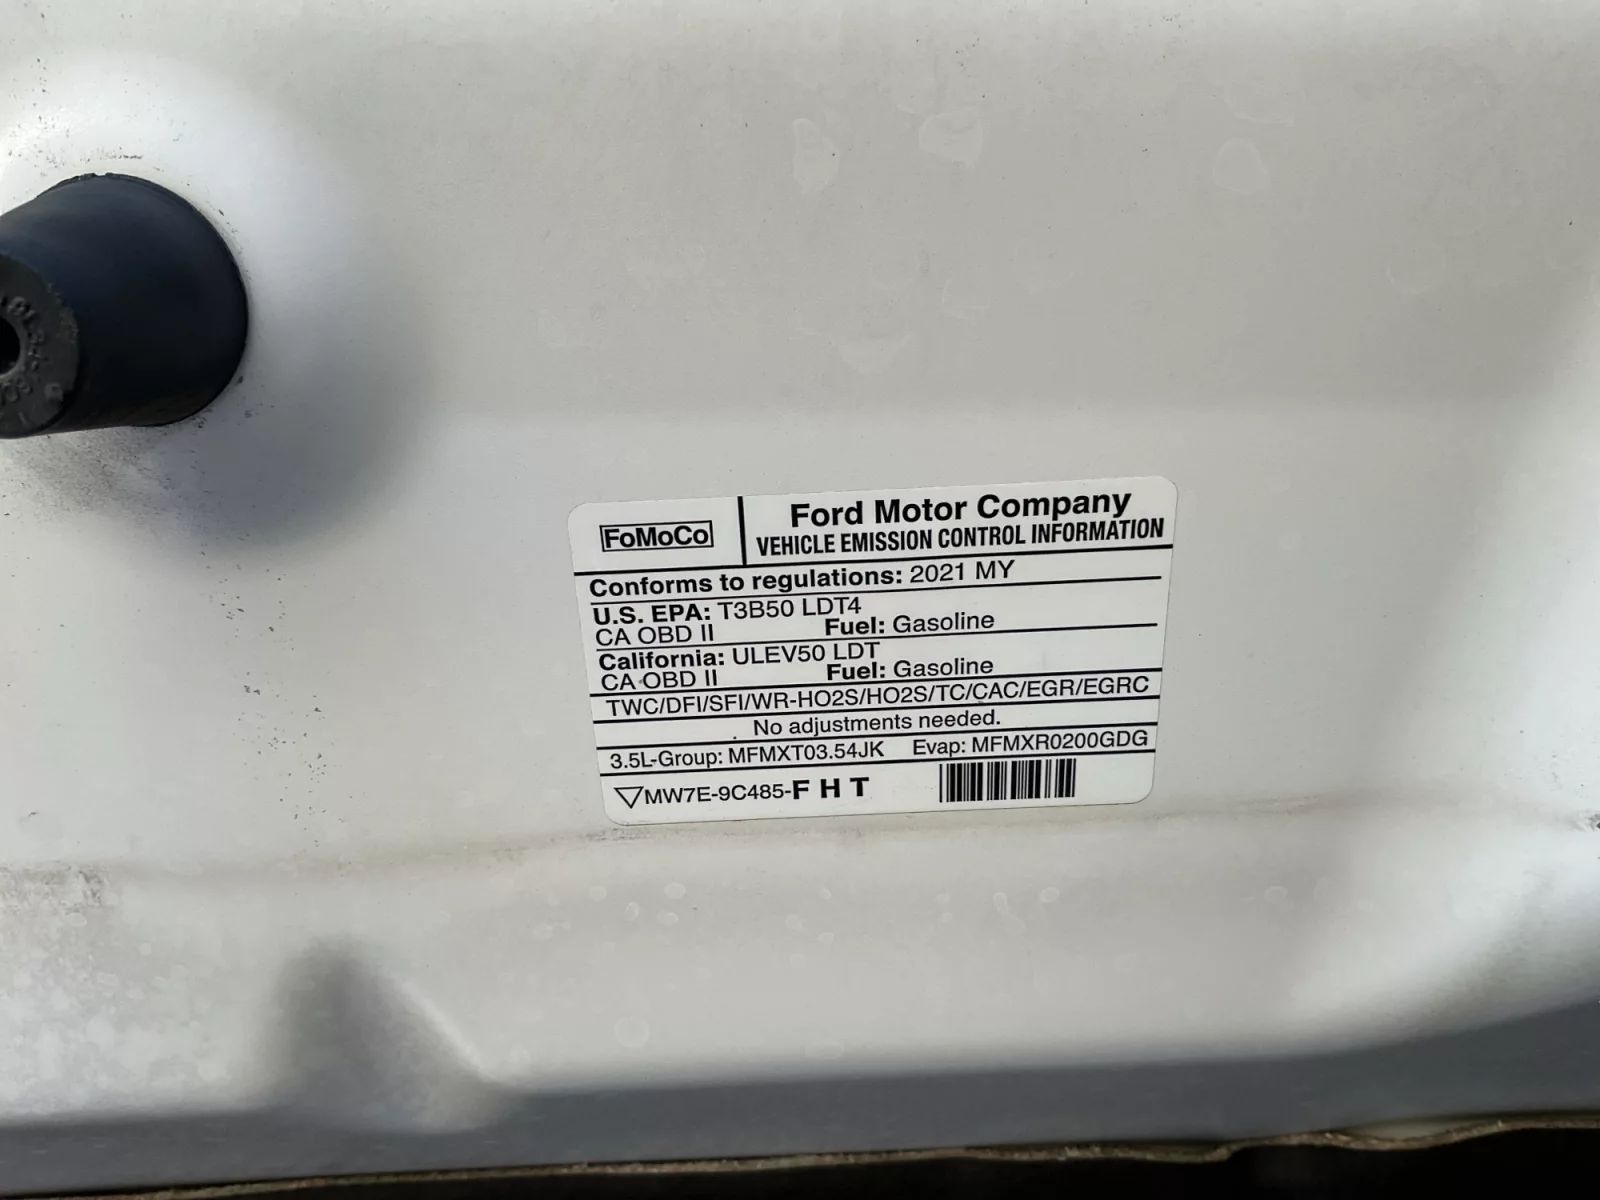 FoMoCo
Ford Motor Company
VEHICLE EMISSION CONTROL INFORMATION
Conforms to regulations: 2021 MY
U.S. EPA: T3B50 LDT4
CA OBD II Fuel: Gasoline
California: ULEV50 LDT
CA OBD II Fuel: Gasoline
TWC/DFI/SFI/WR-HO2S/HO2S/TC/CAC/EGR/EGRC
No adjustments needed.
3.5L-Group: MFMXT03.54JK Evap: MFMXR0200GDG
MW7E-9C485-F H T